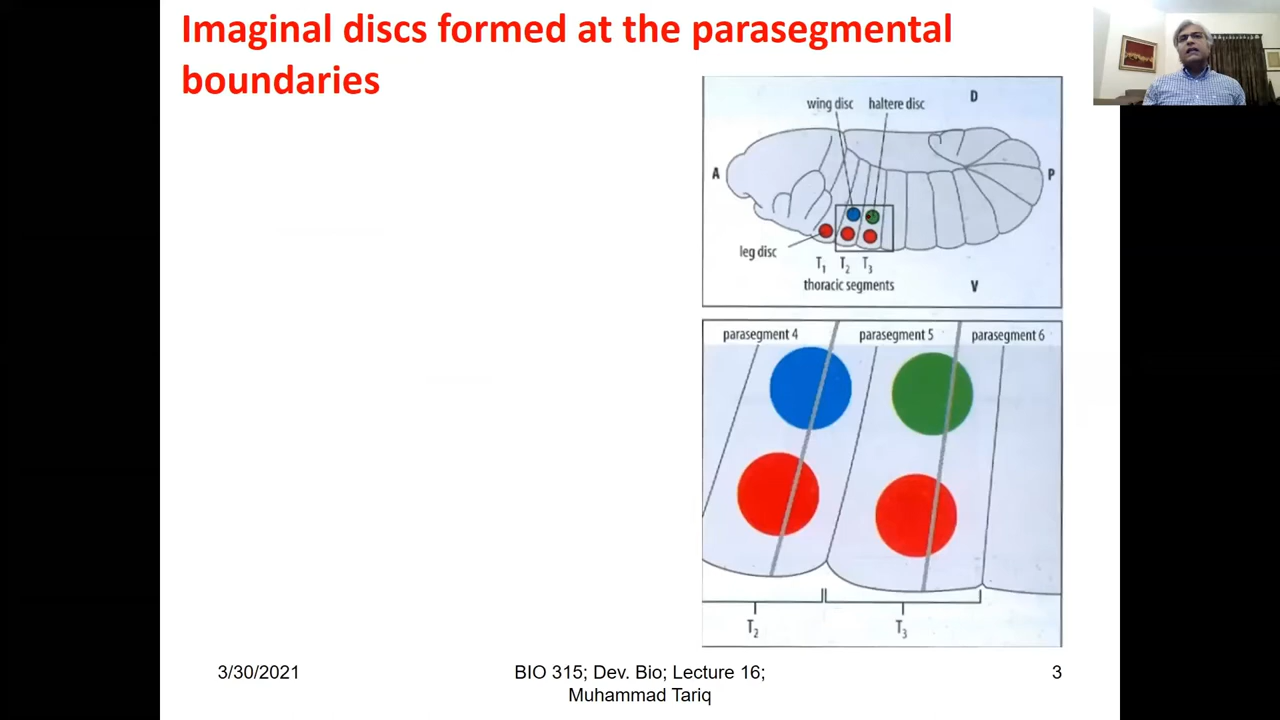 Imaginal discs formed at the parasegmental
boundaries
wing disc haltere disc D
A P
leg disc
T1 T2 T3
thoracic segments V
parasegment 4 parasegment 5 parasegment 6
T2 T3
3/30/2021 BIO 315; Dev. Bio; Lecture 16; 3
Muhammad Tariq